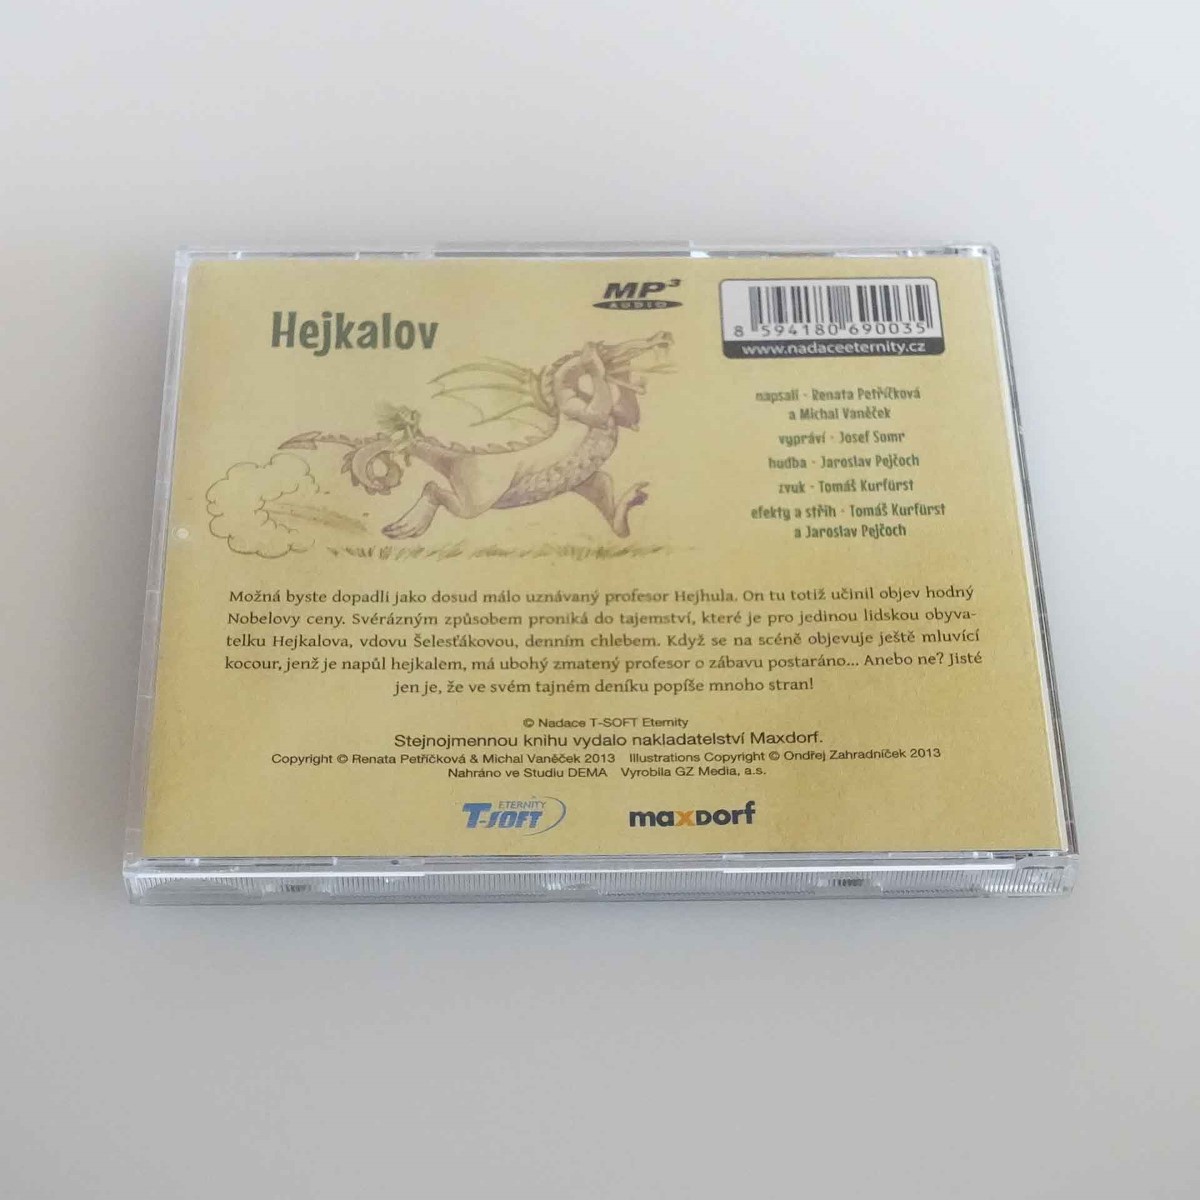 MP3
AUDIO
Hejkalov
8 594180 690035
www.nadaceeternity.cz
napsali · Renata Petříčková
a Michal Vaněček
vypráví · Josef Somr
hudba · Jaroslav Pejčoch
zvuk · Tomáš Kurfürst
efekty a střih · Tomáš Kurfürst
a Jaroslav Pejčoch
Možná byste dopadli jako dosud málo uznávaný profesor Hejhula. On tu totiž učinil objev hodný
Nobelovy ceny. Svérázným způsobem proniká do tajemství, které je pro jedinou lidskou obyva-
telku Hejkalova, vdovu Šelesťákovou, denním chlebem. Když se na scéně objevuje ještě mluvící
kocour, jenž je napůl hejkalem, má ubohý zmatený profesor o zábavu postaráno... Anebo ne? Jisté
jen je, že ve svém tajném deníku popíše mnoho stran!
© Nadace T-SOFT Eternity
Stejnojmennou knihu vydalo nakladatelství Maxdorf.
Copyright © Renata Petříčková & Michal Vaněček 2013 Illustrations Copyright © Ondřej Zahradníček 2013
Nahráno ve Studiu DEMA Vyrobila GZ Media, a.s.
ETERNITY
T-SOFT
maxdorf